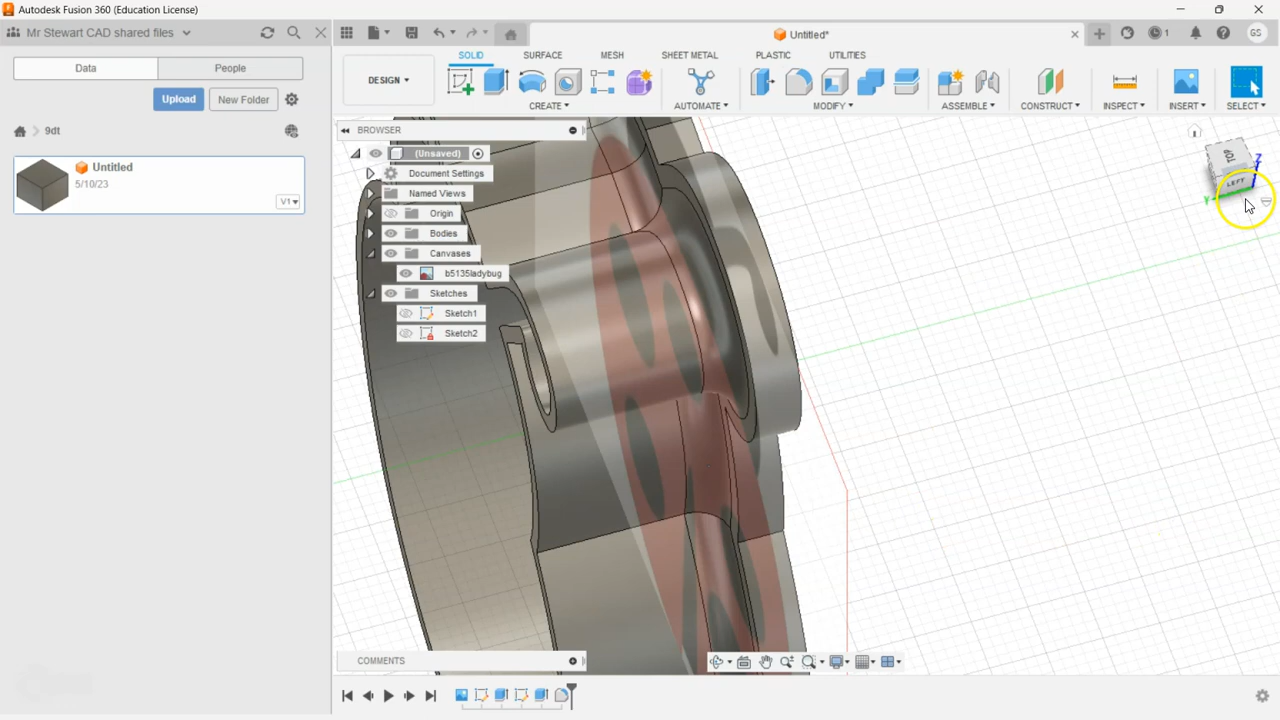 Autodesk Fusion 360 (Education License)
Mr Stewart CAD shared files
Untitled*
1
GS
Data
People
Upload
New Folder
9dt
Untitled
5/10/23
V1
DESIGN
SOLID
SURFACE
MESH
SHEET METAL
PLASTIC
UTILITIES
CREATE
AUTOMATE
MODIFY
ASSEMBLE
CONSTRUCT
INSPECT
INSERT
SELECT
BROWSER
(Unsaved)
Document Settings
Named Views
Origin
Bodies
Canvases
b5135ladybug
Sketches
Sketch1
Sketch2
TOP
LEFT
Z
Y
COMMENTS